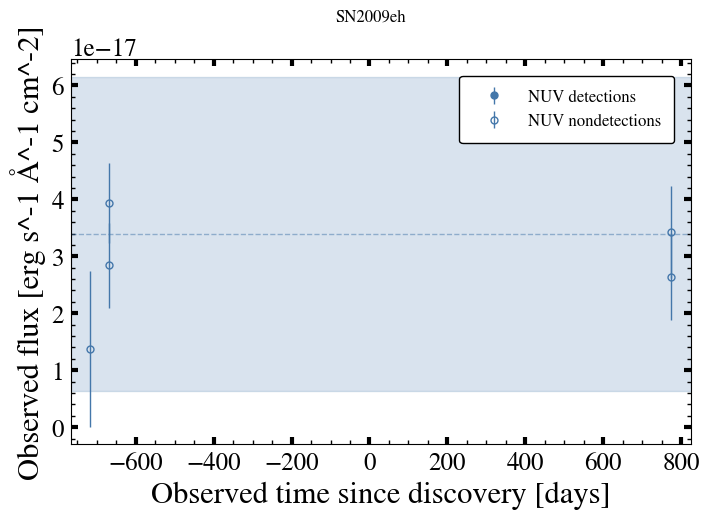 SN2009eh
1e−17
Observed flux [erg s^-1 Å^-1 cm^-2]
6
5
4
3
2
1
0
NUV detections
NUV nondetections
−600 −400 −200 0 200 400 600 800
Observed time since discovery [days]